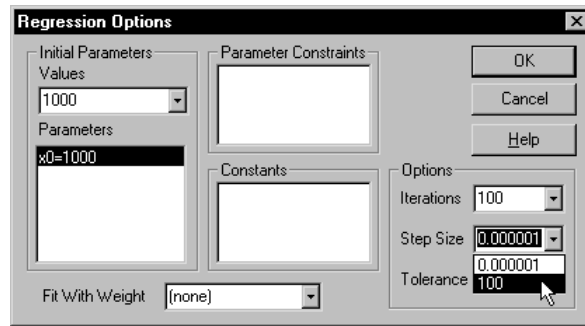 Regression Options
Initial Parameters
Values
1000
Parameters
x0=1000
Parameter Constraints
Constants
OK
Cancel
Help
Options
Iterations 100
Step Size 0.000001
0.000001
Tolerance 100
Fit With Weight (none)